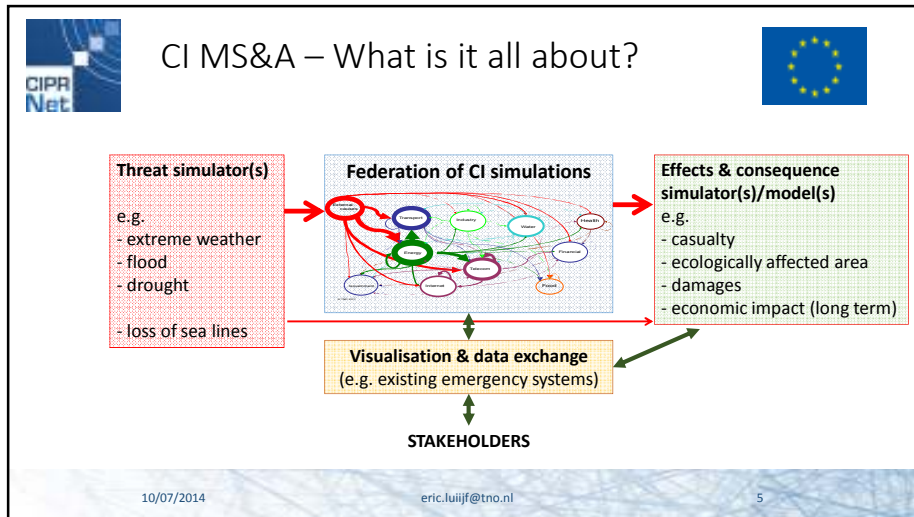 CIPR
Net
CI MS&A – What is it all about?
Threat simulator(s)
e.g.
- extreme weather
- flood
- drought
- loss of sea lines
Federation of CI simulations
Transport
Industry
Water
Health
Energy
Financial
Telecom
Internet
Food
Effects & consequence
simulator(s)/model(s)
e.g.
- casualty
- ecologically affected area
- damages
- economic impact (long term)
Visualisation & data exchange
(e.g. existing emergency systems)
STAKEHOLDERS
10/07/2014
eric.luiijf@tno.nl
5